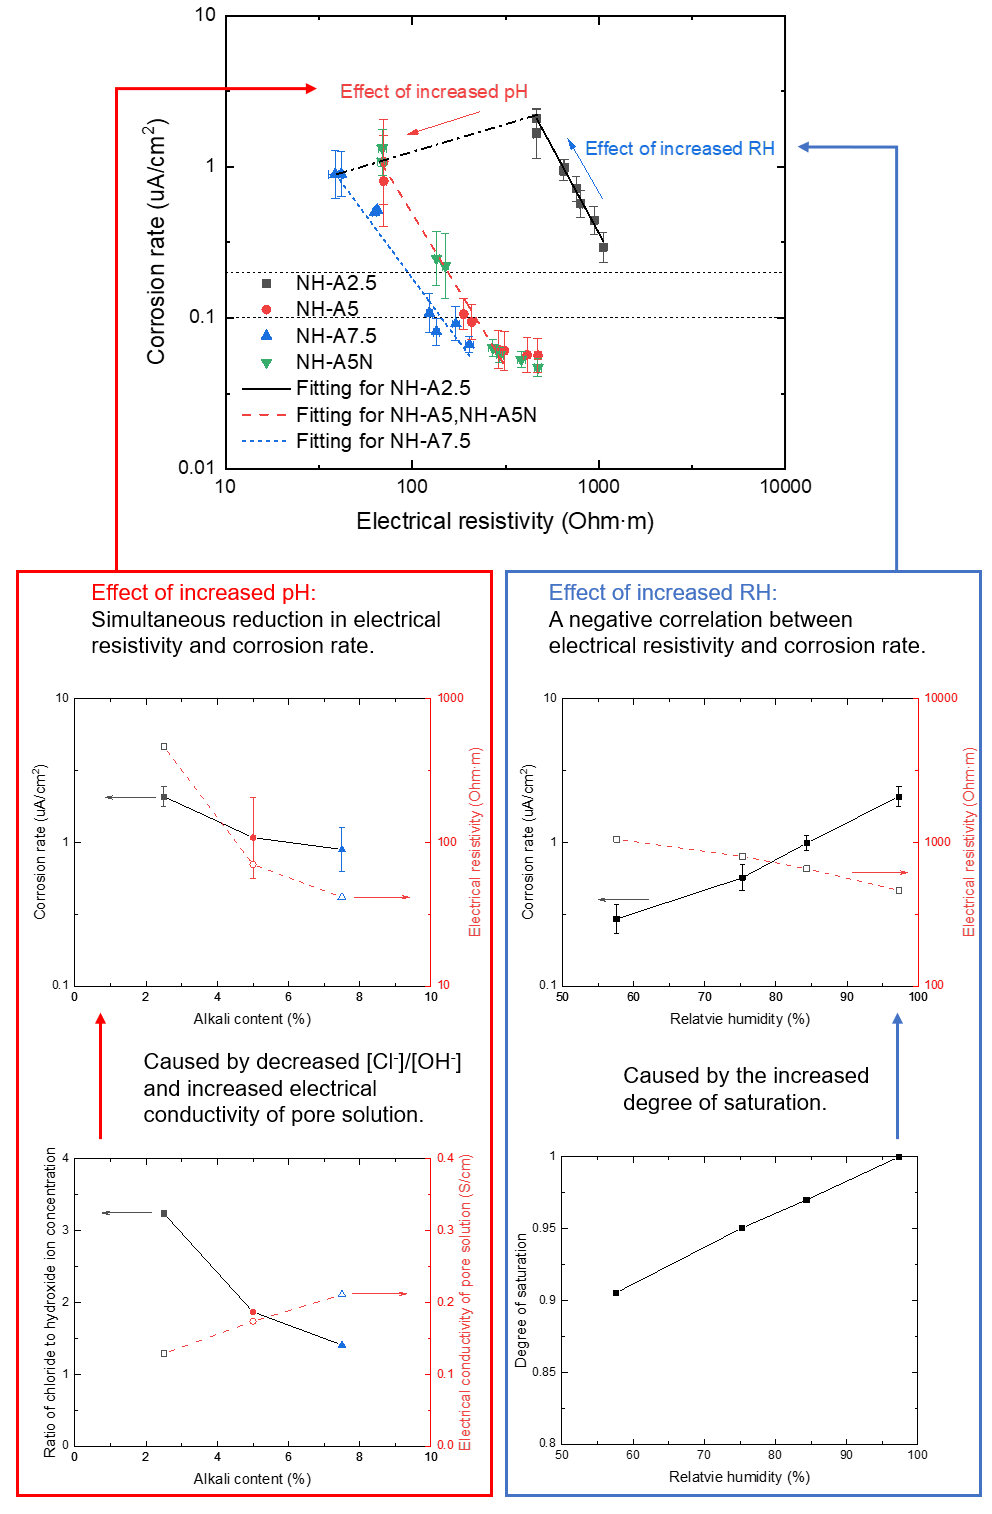 10
1
0.1
0.01
Corrosion rate (uA/cm²)
Effect of increased pH
Effect of increased RH
NH-A2.5
NH-A5
NH-A7.5
NH-A5N
Fitting for NH-A2.5
Fitting for NH-A5,NH-A5N
Fitting for NH-A7.5
10 100 1000 10000
Electrical resistivity (Ohm·m)
Effect of increased pH:
Simultaneous reduction in electrical
resistivity and corrosion rate.
10
1
0.1
Corrosion rate (uA/cm²)
1000
100
10
Electrical resistivity (Ohm·m)
0 2 4 6 8 10
Alkali content (%)
Caused by decreased [Cl⁻]/[OH⁻]
and increased electrical
conductivity of pore solution.
4
3
2
1
0
Ratio of chloride to hydroxide ion concentration
0.4
0.3
0.2
0.1
0.0
Electrical conductivity of pore solution (S/cm)
0 2 4 6 8 10
Alkali content (%)
Effect of increased RH:
A negative correlation between
electrical resistivity and corrosion rate.
10
1
0.1
Corrosion rate (uA/cm²)
10000
1000
100
Electrical resistivity (Ohm·m)
50 60 70 80 90 100
Relatvie humidity (%)
Caused by the increased
degree of saturation.
1
0.95
0.9
0.85
0.8
Degree of saturation
50 60 70 80 90 100
Relatvie humidity (%)